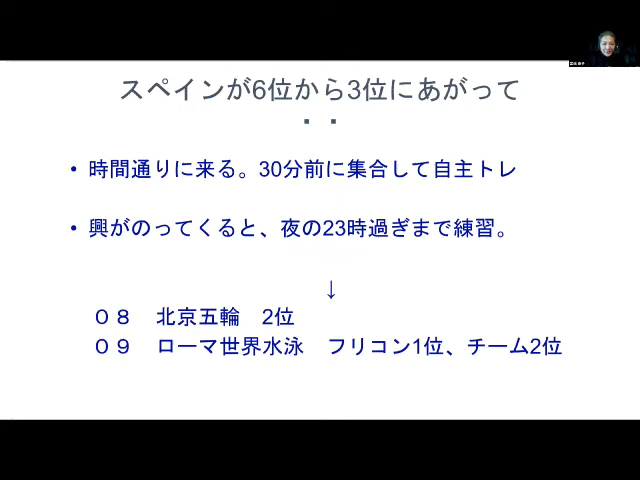 スペインが6位から3位にあがって
・・
• 時間通りに来る。30分前に集合して自主トレ
• 興がのってくると、夜の23時過ぎまで練習。
↓
０８　北京五輪　2位
０９　ローマ世界水泳　フリコン1位、チーム2位